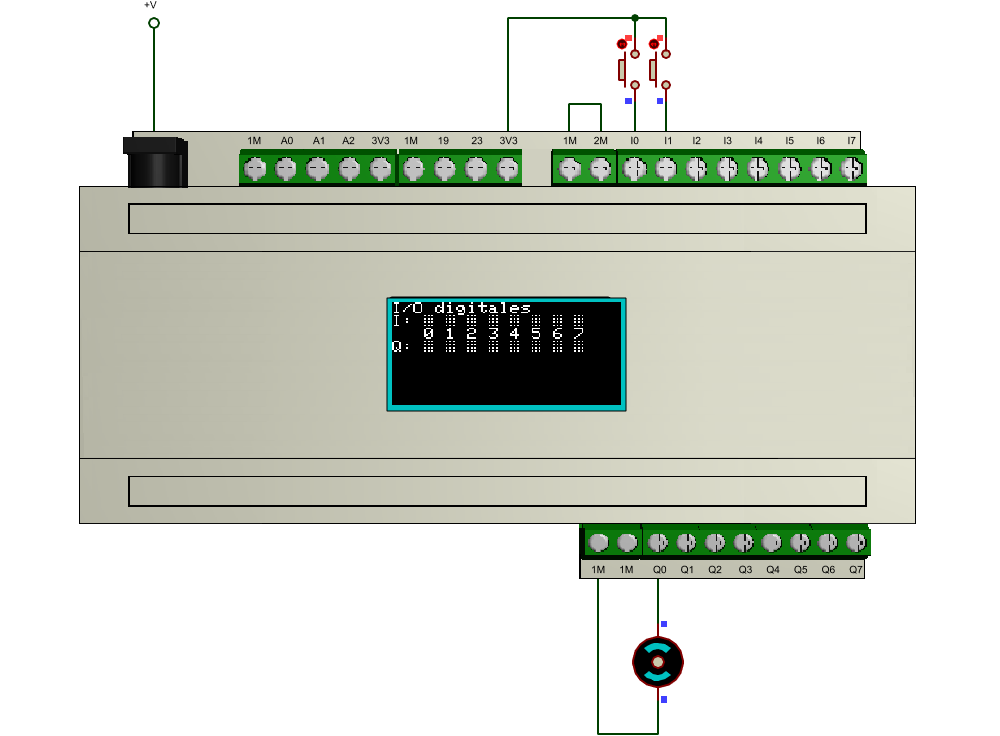 +V
1M A0 A1 A2 3V3 1M 19 23 3V3 1M 2M I0 I1 I2 I3 I4 I5 I6 I7
I/O digitales
I:
0 1 2 3 4 5 6 7
Q:
1M 1M Q0 Q1 Q2 Q3 Q4 Q5 Q6 Q7